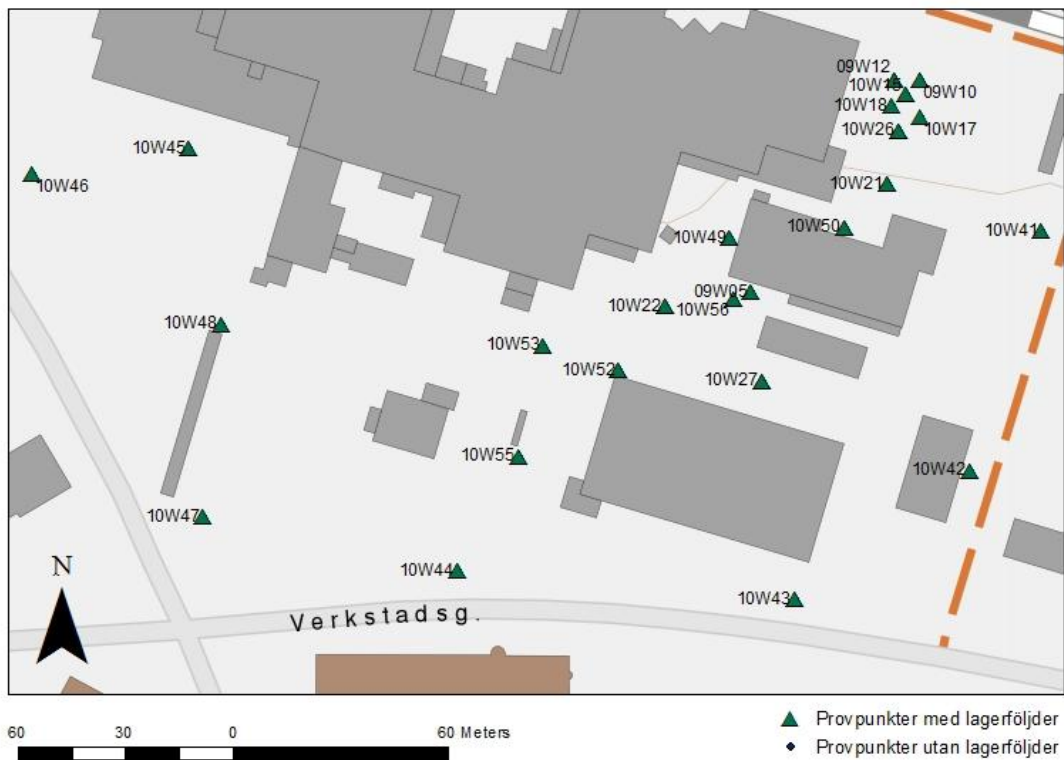 09W12
10W15
09W10
10W18
10W26
10W17
10W45
10W46
10W21
10W50
10W41
10W49
09W05
10W56
10W22
10W48
10W53
10W52
10W27
10W55
10W42
10W47
10W44
10W43
N
Verkstadsg.
60 30 0 60 Meters
Provpunkter med lagerföljder
Provpunkter utan lagerföljder